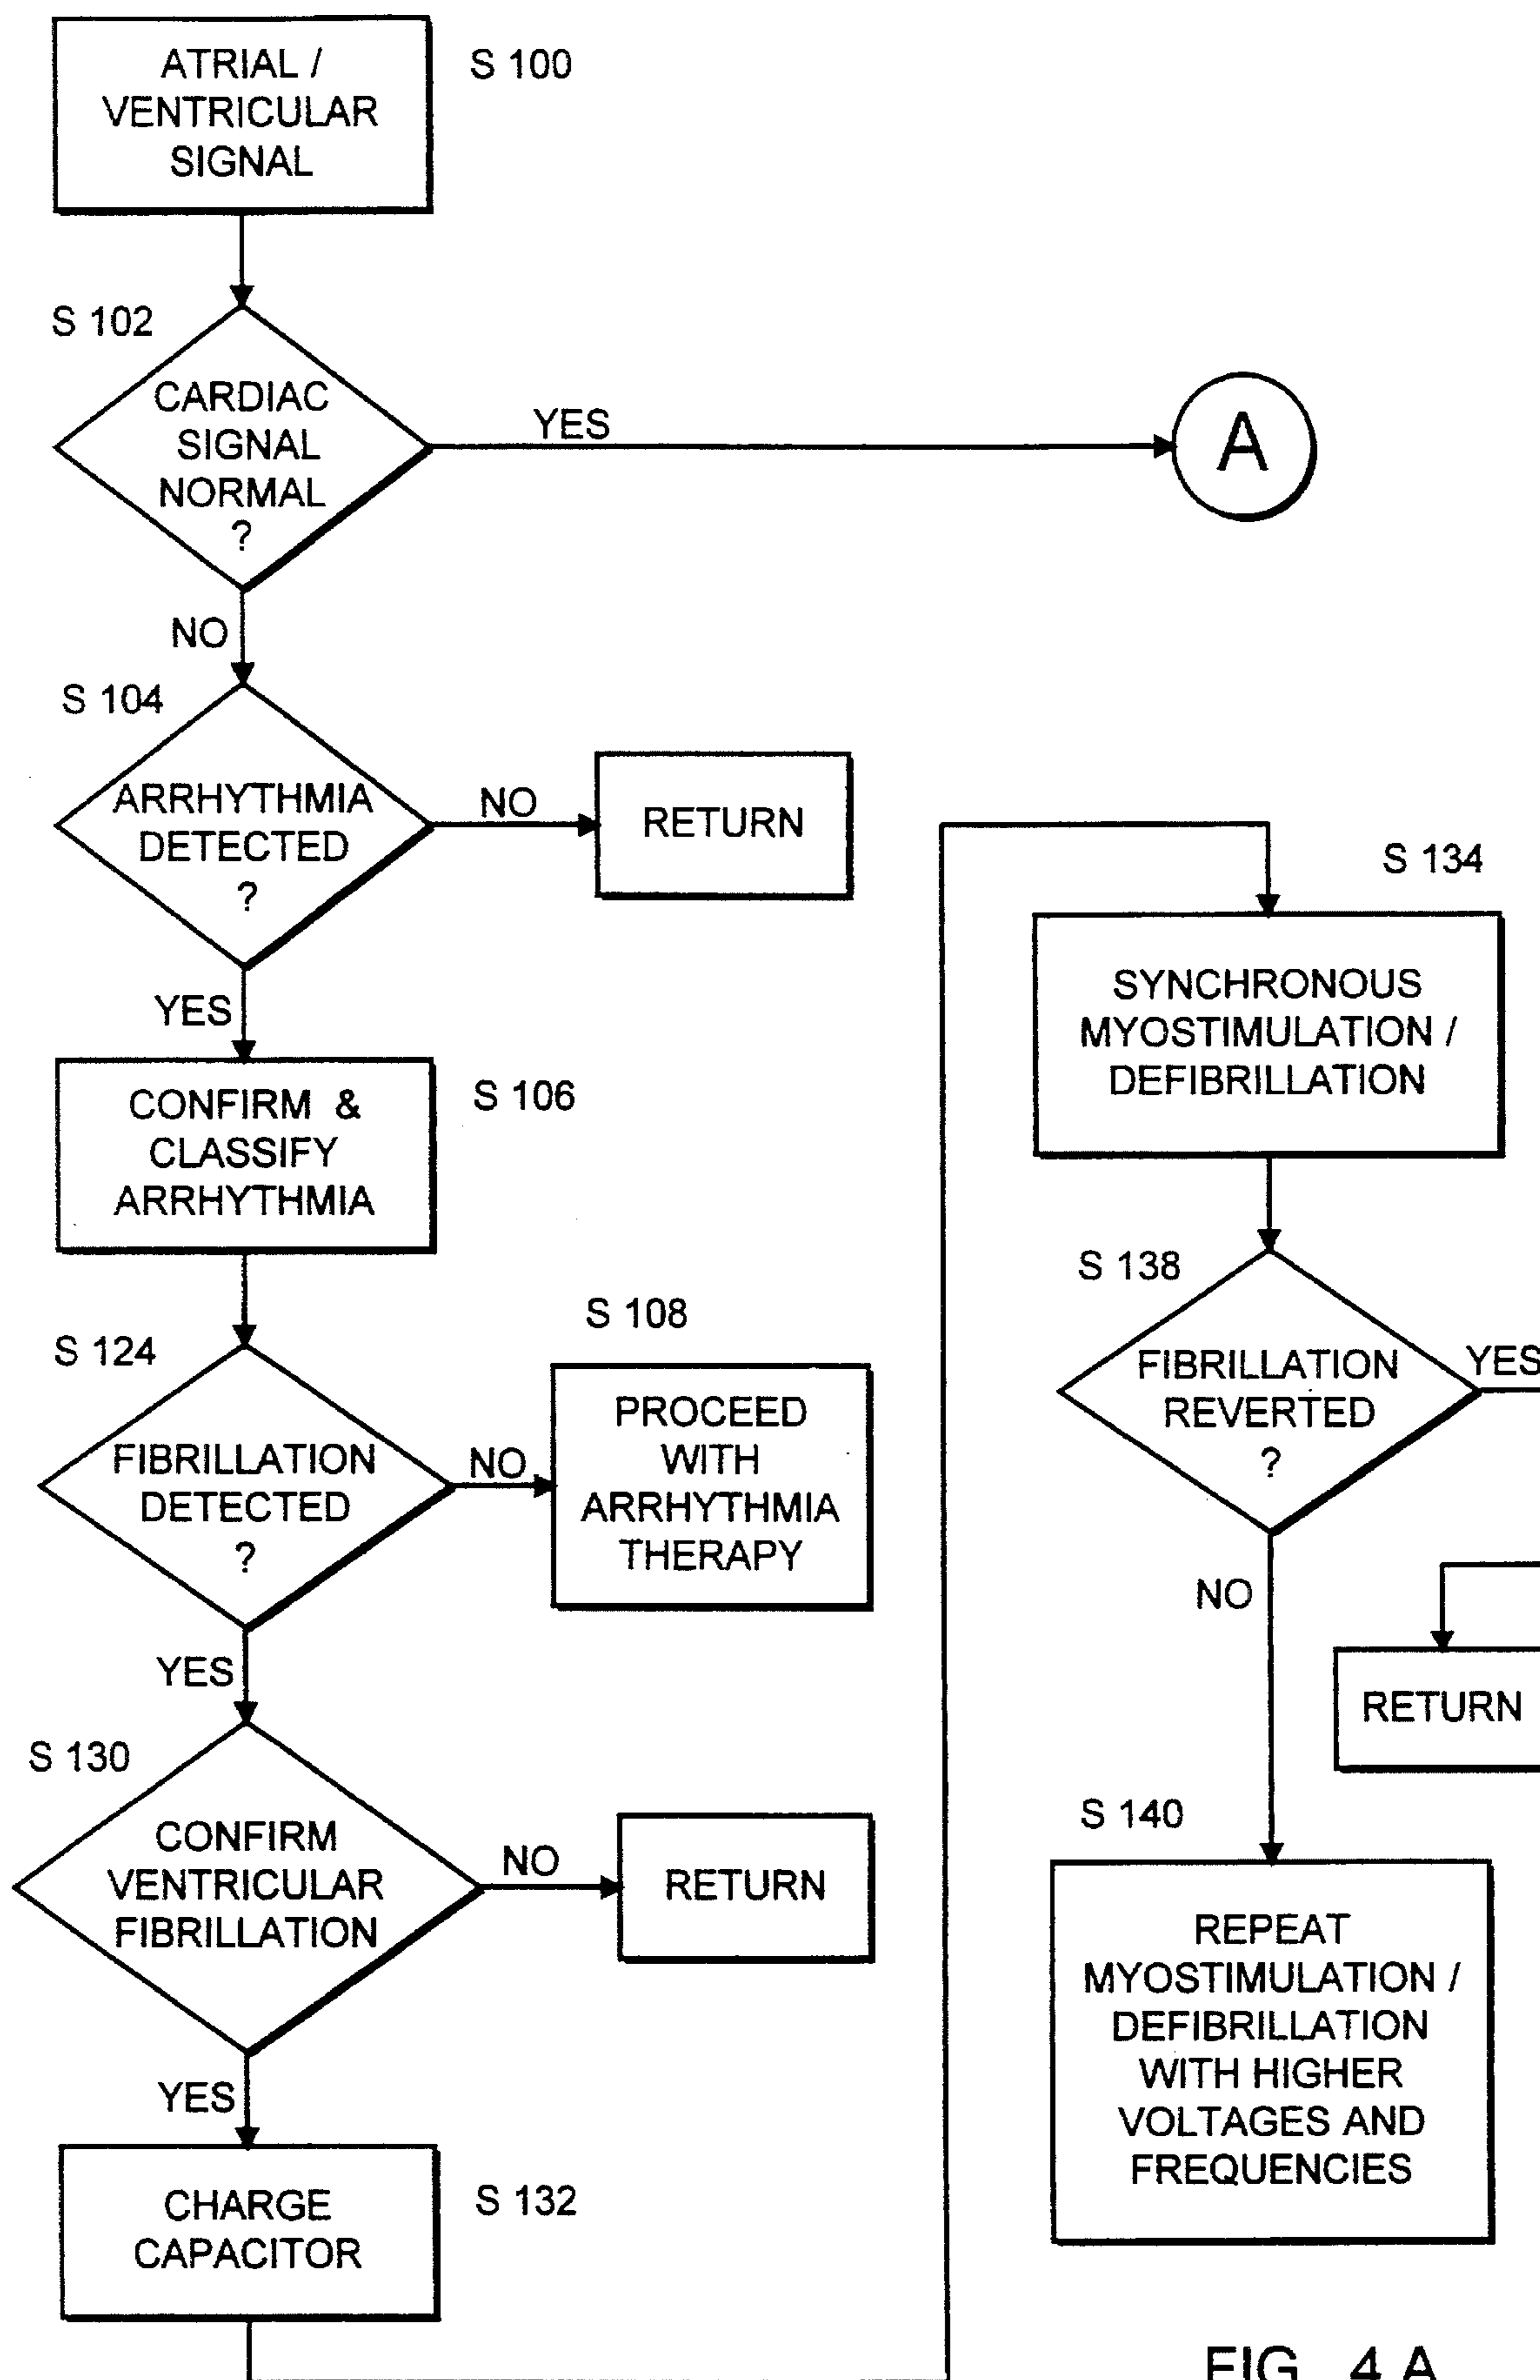 ATRIAL /
VENTRICULAR
SIGNAL
S 100
S 102
CARDIAC
SIGNAL
NORMAL
?
YES
A
NO
S 104
ARRHYTHMIA
DETECTED
?
NO
RETURN
YES
CONFIRM &
CLASSIFY
ARRHYTHMIA
S 106
S 124
FIBRILLATION
DETECTED
?
NO
S 108
PROCEED
WITH
ARRHYTHMIA
THERAPY
YES
S 130
CONFIRM
VENTRICULAR
FIBRILLATION
NO
RETURN
YES
CHARGE
CAPACITOR
S 132
S 134
SYNCHRONOUS
MYOSTIMULATION /
DEFIBRILLATION
S 138
FIBRILLATION
REVERTED
?
YES
NO
RETURN
S 140
REPEAT
MYOSTIMULATION /
DEFIBRILLATION
WITH HIGHER
VOLTAGES AND
FREQUENCIES
FIG. 4 A